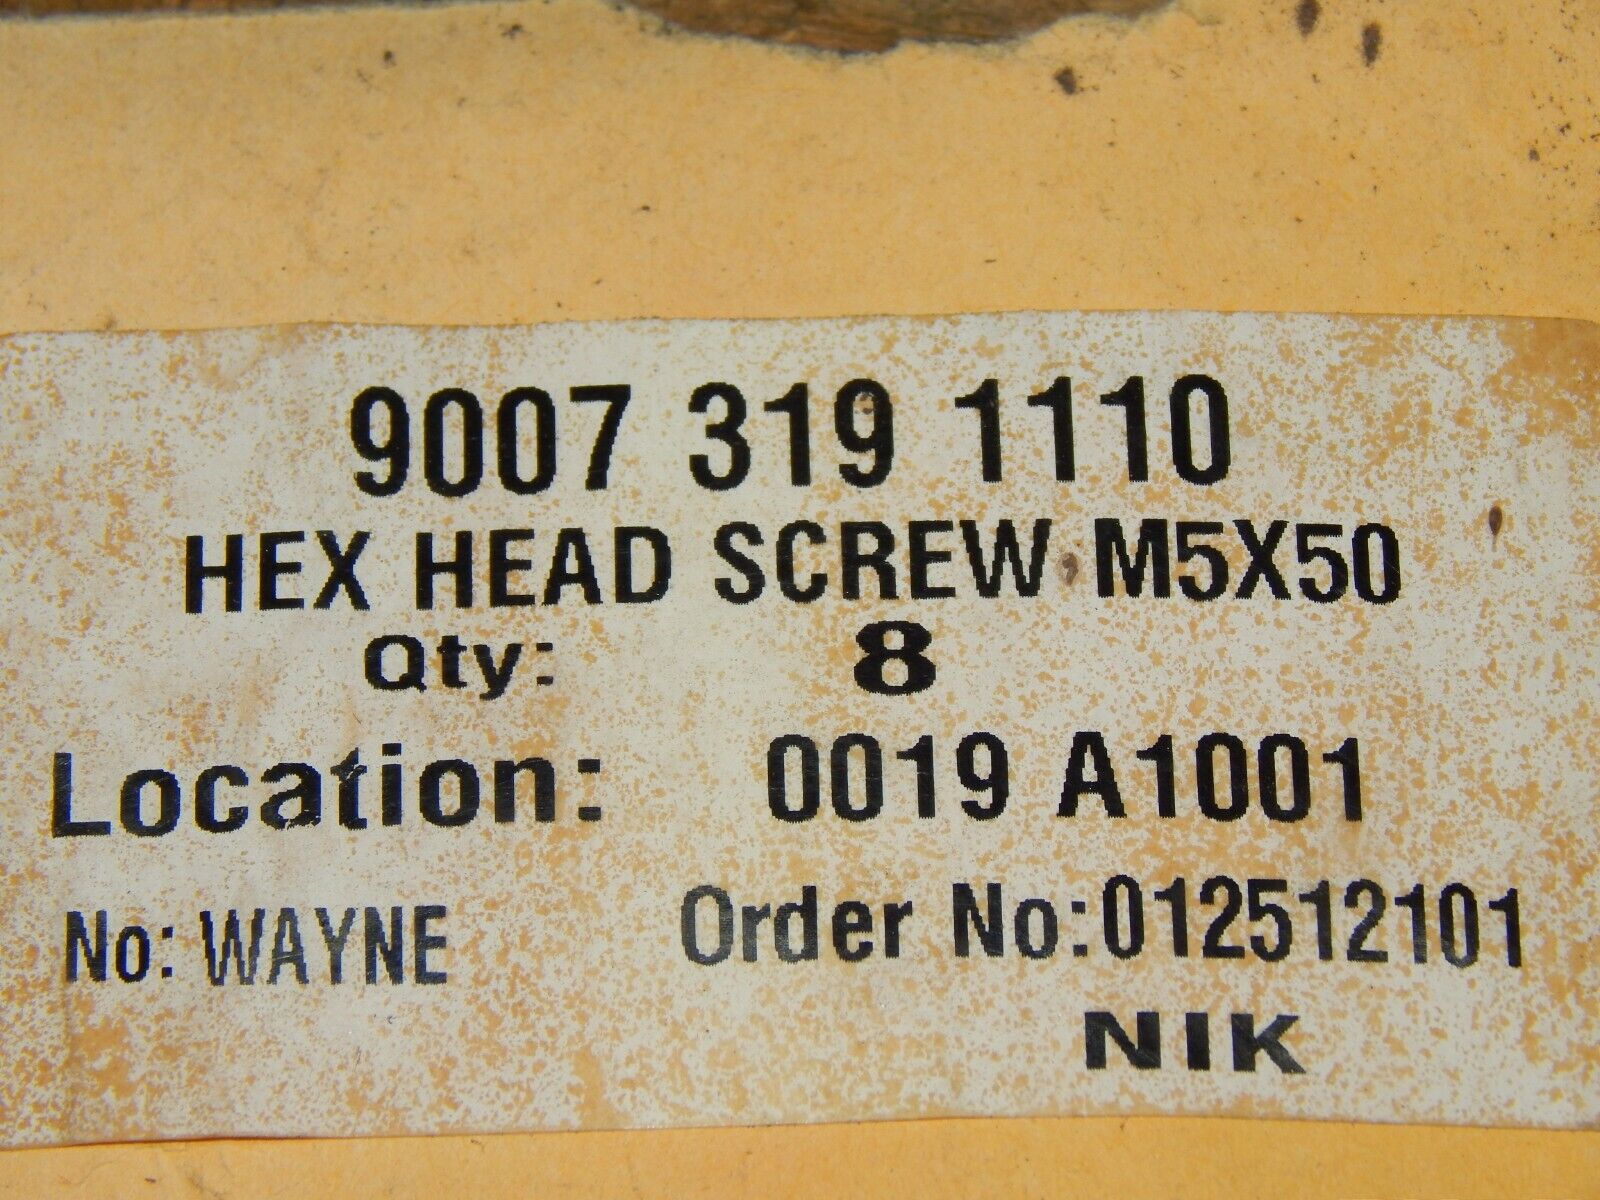 9007 319 1110
HEX HEAD SCREW M5X50
Qty: 8
Location: 0019 A1001
No: WAYNE Order No:012512101
NIK